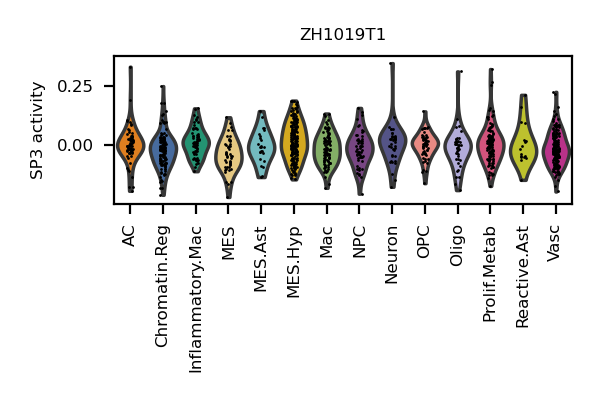 ZH1019T1
SP3 activity
0.25
0.00
AC
Chromatin.Reg
Inflammatory.Mac
MES
MES.Ast
MES.Hyp
Mac
NPC
Neuron
OPC
Oligo
Prolif.Metab
Reactive.Ast
Vasc